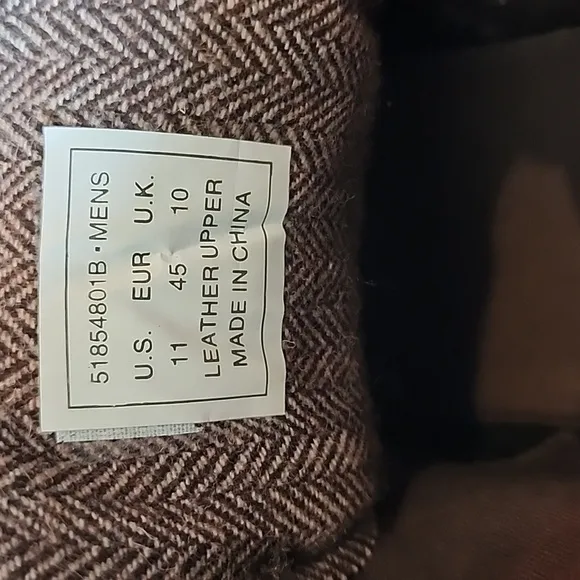 51854801B • MENS
U.S. EUR U.K.
11 45 10
LEATHER UPPER
MADE IN CHINA